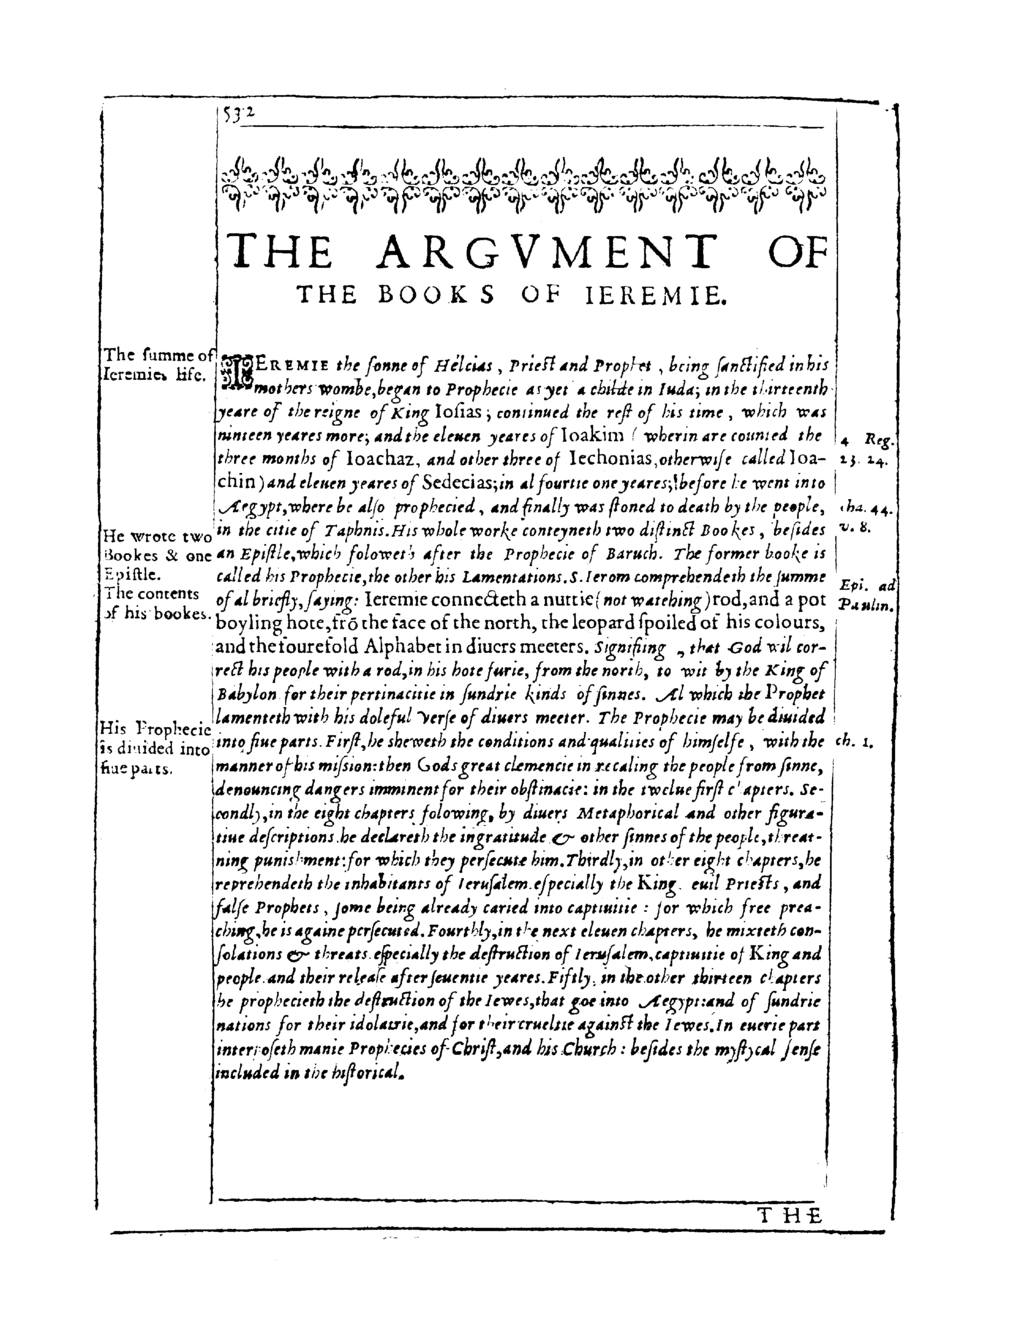 532
THE ARGVMENT OF
THE BOOKS OF IEREMIE.
The ſumme of
Ieremies life.
IEREMIE the ſonne of Helcias, Prieſt and Prophet, being ſanctified in his
mothers wombe, began to Prophecie as yet a childe in Iuda; in the thirteenth
yeare of the reigne of King Ioſias; continued the reſt of his time, which was
ninteen yeares more; and the eleuen yeares of Ioakim (wherin are counted the
three months of Ioachaz, and other three of Iechonias, otherwiſe called Ioa-
chin) and eleuen yeares of Sedecias; in al fourtie one yeares; before he went into
Ægypt, where he alſo prophecied, and finally was ſtoned to death by the people,
in the citie of Taphnis. His whole worke conteyneth two diſtinct Bookes, beſides
an Epiſtle, which foloweth after the Prophecie of Baruch. The former booke is
called his Prophecie, the other his Lamentations. S. Ierom comprehendeth the ſumme
of al briefly, ſaying: Ieremie connecteth a nuttie (not watching) rod, and a pot
boyling hote, frõ the face of the north, the leopard ſpoiled of his colours,
and the fourefold Alphabet in diuers meeters. Signifiing, that God wil cor-
rect his people with a rod, in his hote furie, from the north, to wit by the King of
Babylon for their pertinacitie in ſundrie kinds of ſinnes. Al which the Prophet
lamenteth with his doleful verſe of diuers meeter. The Prophecie may be diuided
into fiue parts. Firſt, he sheweth the conditions and qualities of himſelfe, with the
manner of his miſsion: then Gods great clemencie in recaling the people from ſinne,
denouncing dangers imminent for their obſtinacie: in the twelue firſt chapters. Se-
condly, in the eight chapters folowing, by diuers Metaphorical and other figura-
tiue deſcriptions he declareth the ingratitude & other ſinnes of the people, threat-
ning punishment: for which they perſecute him. Thirdly, in other eight chapters, he
reprehendeth the inhabitants of Ieruſalem, eſpecially the King, euil Prieſts, and
falſe Prophets, ſome being already caried into captiuitie: for which free prea-
ching, he is againe perſecuted. Fourthly, in the next eleuen chapters, he mixteth con-
ſolations & threats, eſpecially the deſtruction of Ieruſalem, captiuitie of King and
people, and their releaſe after ſeuentie yeares. Fiftly, in the other thirteen chapters
he prophecieth the deſtruction of the Iewes, that goe into Ægypt: and of ſundrie
nations for their idolatrie, and for their crueltie againſt the Iewes. In euerie part
interpoſeth manie Prophecies of Chriſt, and his Church: beſides the myſtycal ſenſe
included in the hiſtorical.
He wrote two
Bookes & one
Epiſtle.
The contents
of his bookes.
His Prophecie
is diuided into
fiue parts.
4 Reg.
23. 24.
cha. 44.
v. 8.
Epi. ad
Paulin.
ch. 1.
THE